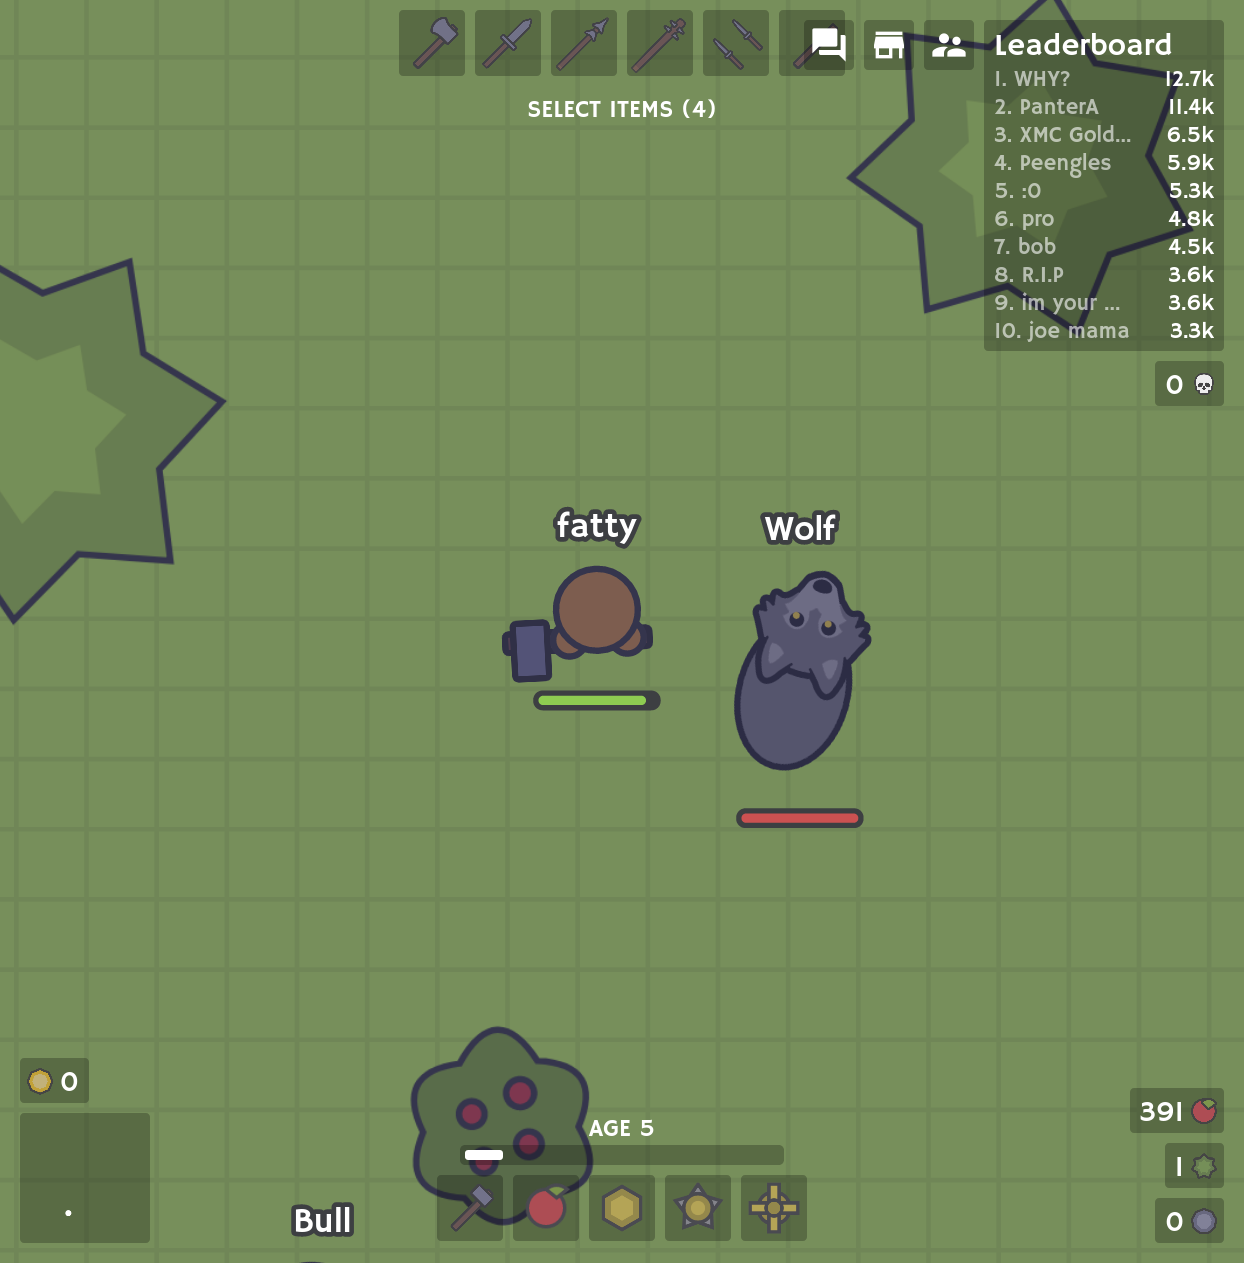 SELECT ITEMS (4)
Leaderboard
1. WHY? 12.7k
2. PanterA 11.4k
3. XMC Gold... 6.5k
4. Peengles 5.9k
5. :0 5.3k
6. pro 4.8k
7. bob 4.5k
8. R.I.P 3.6k
9. im your ... 3.6k
10. joe mama 3.3k
0
fatty
Wolf
0
AGE 5
391
1
0
Bull